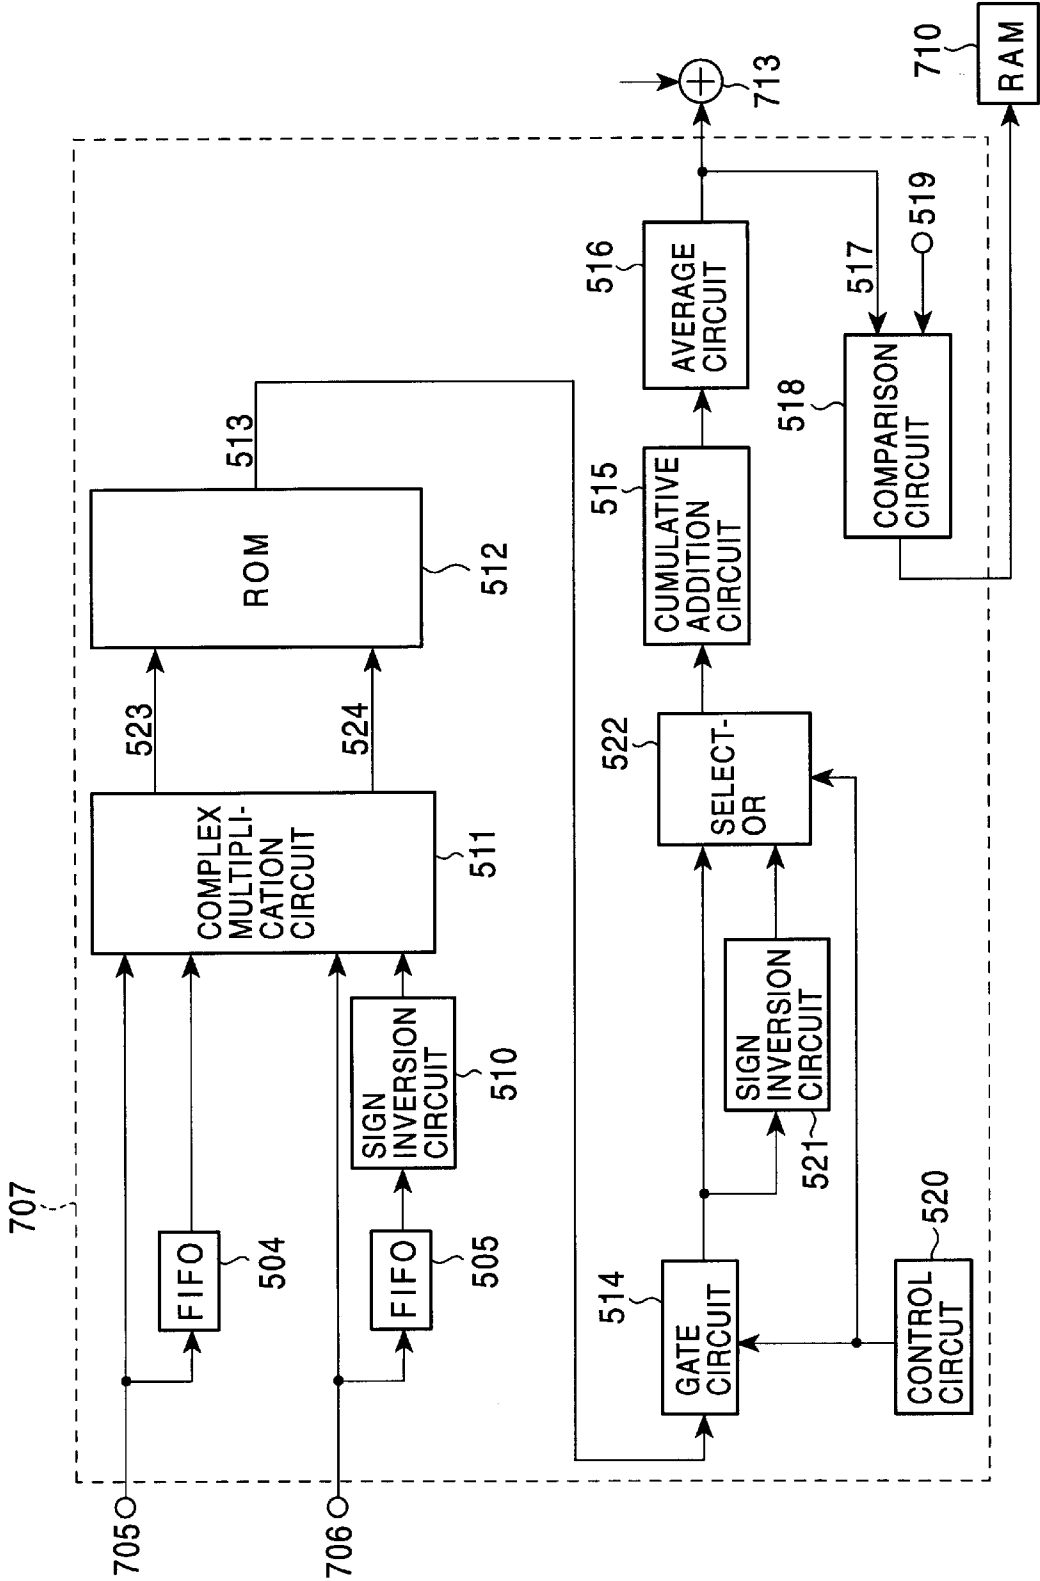 707
705
706
FIFO
504
FIFO
505
SIGN
INVERSION
CIRCUIT
510
COMPLEX
MULTIPLI-
CATION
CIRCUIT
511
523
524
ROM
512
513
GATE
CIRCUIT
514
CONTROL
CIRCUT
520
SIGN
INVERSION
CIRCUIT
521
SELECT-
OR
522
CUMULATIVE
ADDITION
CIRCUIT
515
AVERAGE
CIRCUIT
516
517
COMPARISON
CIRCUIT
518
519
713
RAM
710